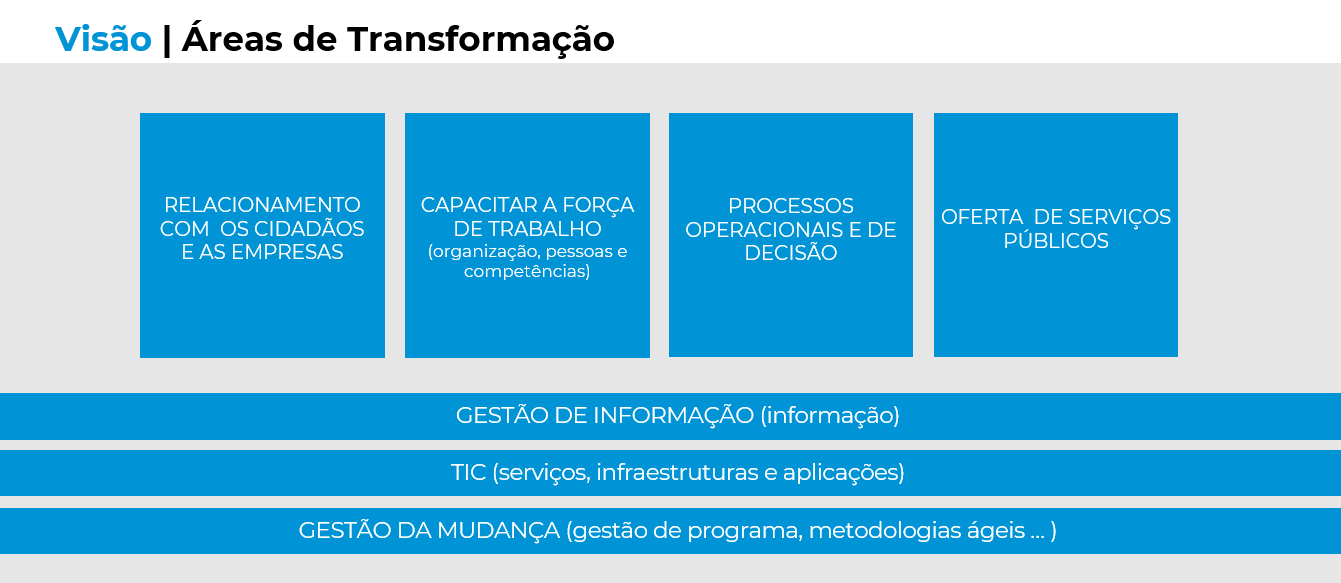 Visão | Áreas de Transformação
RELACIONAMENTO
COM OS CIDADÃOS
E AS EMPRESAS
CAPACITAR A FORÇA
DE TRABALHO
(organização, pessoas e
competências)
PROCESSOS
OPERACIONAIS E DE
DECISÃO
OFERTA DE SERVIÇOS
PÚBLICOS
GESTÃO DE INFORMAÇÃO (informação)
TIC (serviços, infraestruturas e aplicações)
GESTÃO DA MUDANÇA (gestão de programa, metodologias ágeis ... )